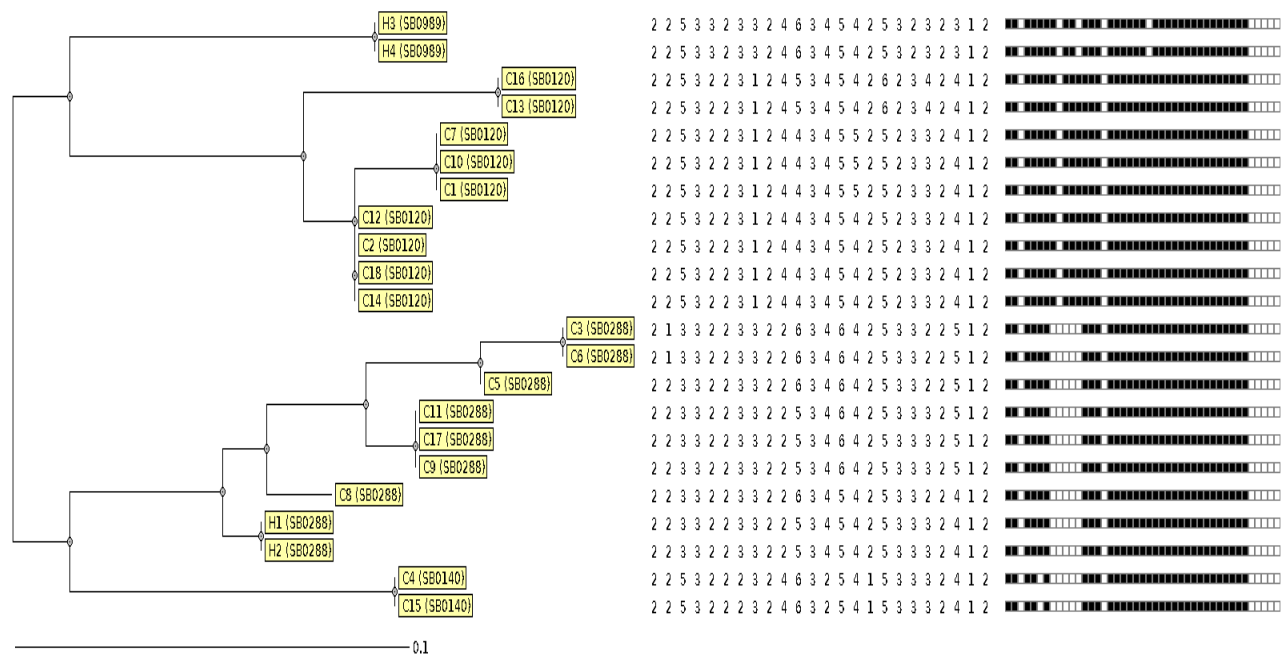 H3 (SB0989) 2 2 5 3 3 2 3 3 2 4 6 3 4 5 4 2 5 3 2 3 2 3 1 2
H4 (SB0989) 2 2 5 3 3 2 3 3 2 4 6 3 4 5 4 2 5 3 2 3 2 3 1 2
C16 (SB0120) 2 2 5 3 2 2 3 1 2 4 5 3 4 5 4 2 6 2 3 4 2 4 1 2
C13 (SB0120) 2 2 5 3 2 2 3 1 2 4 5 3 4 5 4 2 6 2 3 4 2 4 1 2
C7 (SB0120) 2 2 5 3 2 2 3 1 2 4 4 3 4 5 5 2 5 2 3 3 2 4 1 2
C10 (SB0120) 2 2 5 3 2 2 3 1 2 4 4 3 4 5 5 2 5 2 3 3 2 4 1 2
C1 (SB0120) 2 2 5 3 2 2 3 1 2 4 4 3 4 5 5 2 5 2 3 3 2 4 1 2
C12 (SB0120) 2 2 5 3 2 2 3 1 2 4 4 3 4 5 4 2 5 2 3 3 2 4 1 2
C2 (SB0120) 2 2 5 3 2 2 3 1 2 4 4 3 4 5 4 2 5 2 3 3 2 4 1 2
C18 (SB0120) 2 2 5 3 2 2 3 1 2 4 4 3 4 5 4 2 5 2 3 3 2 4 1 2
C14 (SB0120) 2 2 5 3 2 2 3 1 2 4 4 3 4 5 4 2 5 2 3 3 2 4 1 2
C3 (SB0288) 2 1 3 3 2 2 3 3 2 2 6 3 4 6 4 2 5 3 3 2 2 5 1 2
C6 (SB0288) 2 1 3 3 2 2 3 3 2 2 6 3 4 6 4 2 5 3 3 2 2 5 1 2
C5 (SB0288) 2 2 3 3 2 2 3 3 2 2 6 3 4 6 4 2 5 3 3 2 2 5 1 2
C11 (SB0288) 2 2 3 3 2 2 3 3 2 2 5 3 4 6 4 2 5 3 3 3 2 5 1 2
C17 (SB0288) 2 2 3 3 2 2 3 3 2 2 5 3 4 6 4 2 5 3 3 3 2 5 1 2
C9 (SB0288) 2 2 3 3 2 2 3 3 2 2 5 3 4 6 4 2 5 3 3 3 2 5 1 2
C8 (SB0288) 2 2 3 3 2 2 3 3 2 2 6 3 4 5 4 2 5 3 3 2 2 4 1 2
H1 (SB0288) 2 2 3 3 2 2 3 3 2 2 5 3 4 5 4 2 5 3 3 3 2 4 1 2
H2 (SB0288) 2 2 3 3 2 2 3 3 2 2 5 3 4 5 4 2 5 3 3 3 2 4 1 2
C4 (SB0140) 2 2 5 3 2 2 2 3 2 4 6 3 2 5 4 1 5 3 3 3 2 4 1 2
C15 (SB0140) 2 2 5 3 2 2 2 3 2 4 6 3 2 5 4 1 5 3 3 3 2 4 1 2
0.1